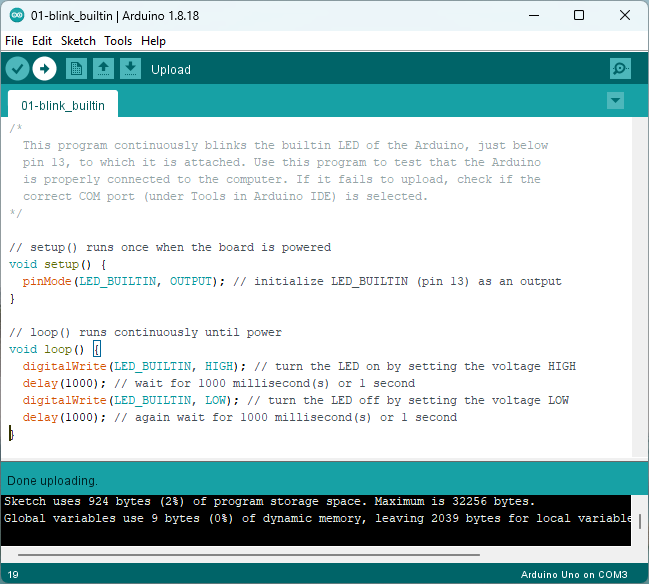 01-blink_builtin | Arduino 1.8.18
File Edit Sketch Tools Help
Upload
01-blink_builtin
/*
  This program continuously blinks the builtin LED of the Arduino, just below
  pin 13, to which it is attached. Use this program to test that the Arduino
  is properly connected to the computer. If it fails to upload, check if the
  correct COM port (under Tools in Arduino IDE) is selected.
*/
// setup() runs once when the board is powered
void setup() {
  pinMode(LED_BUILTIN, OUTPUT); // initialize LED_BUILTIN (pin 13) as an output
}
// loop() runs continuously until power
void loop() {
  digitalWrite(LED_BUILTIN, HIGH); // turn the LED on by setting the voltage HIGH
  delay(1000); // wait for 1000 millisecond(s) or 1 second
  digitalWrite(LED_BUILTIN, LOW); // turn the LED off by setting the voltage LOW
  delay(1000); // again wait for 1000 millisecond(s) or 1 second
}
Done uploading.
Sketch uses 924 bytes (2%) of program storage space. Maximum is 32256 bytes.
Global variables use 9 bytes (0%) of dynamic memory, leaving 2039 bytes for local variable
19 Arduino Uno on COM3